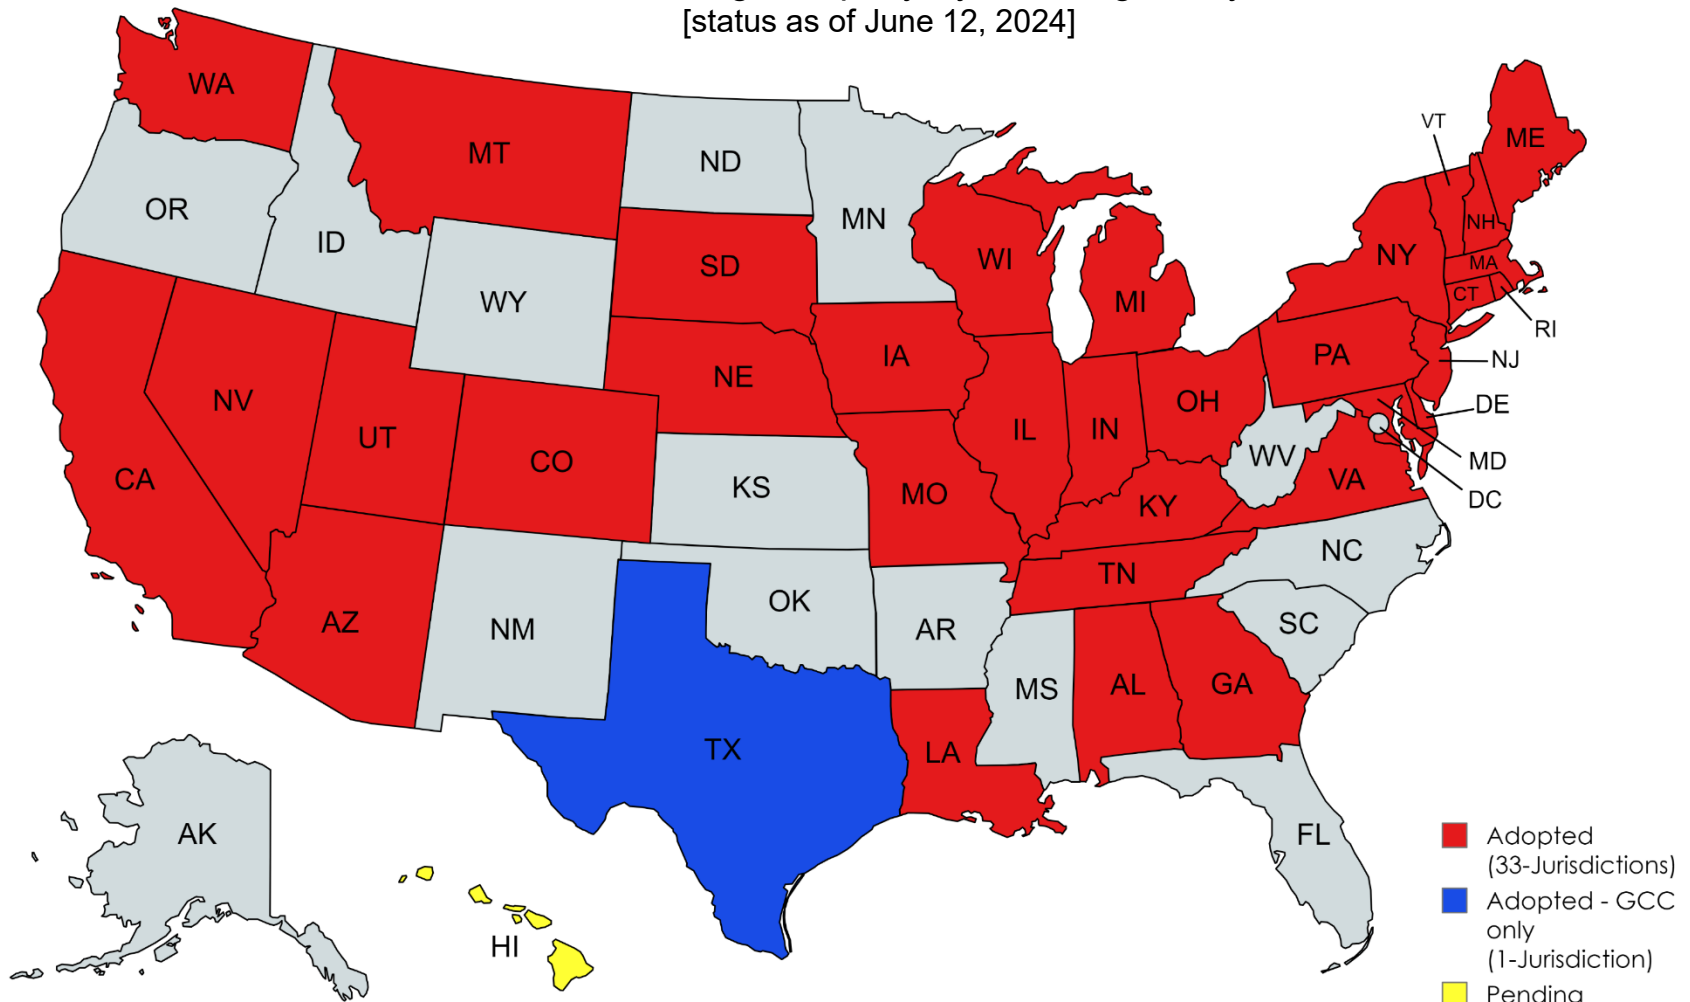 [status as of June 12, 2024]
WA
MT
ND
MN
OR
ID
WY
SD
WI
MI
VT
ME
NH
NY
MA
CT
RI
NV
UT
CO
NE
IA
IL
IN
OH
PA
NJ
DE
MD
DC
CA
AZ
NM
KS
OK
MO
AR
KY
WV
VA
TN
NC
SC
MS
AL
GA
LA
TX
FL
AK
HI
Adopted
(33-Jurisdictions)
Adopted - GCC
only
(1-Jurisdiction)
Pending